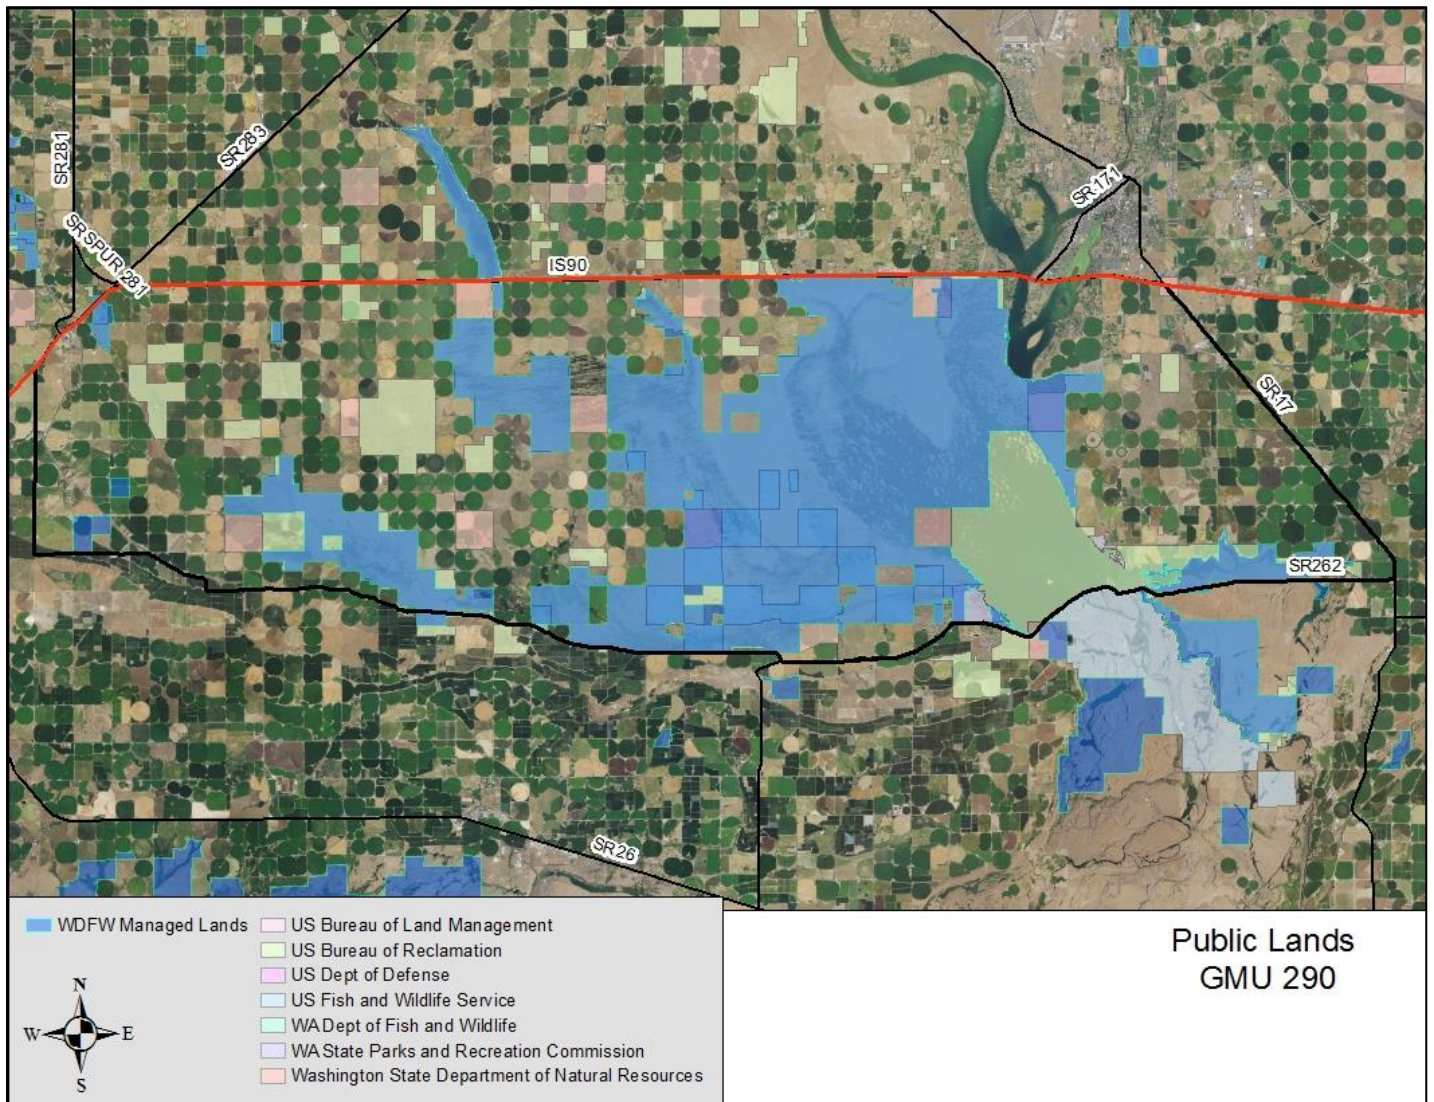 SR281
SR283
SR SPUR 281
IS90
SR171
SR17
SR262
SR26
WDFW Managed Lands
US Bureau of Land Management
US Bureau of Reclamation
US Dept of Defense
US Fish and Wildlife Service
WA Dept of Fish and Wildlife
WA State Parks and Recreation Commission
Washington State Department of Natural Resources
N
W
E
S
Public Lands
GMU 290